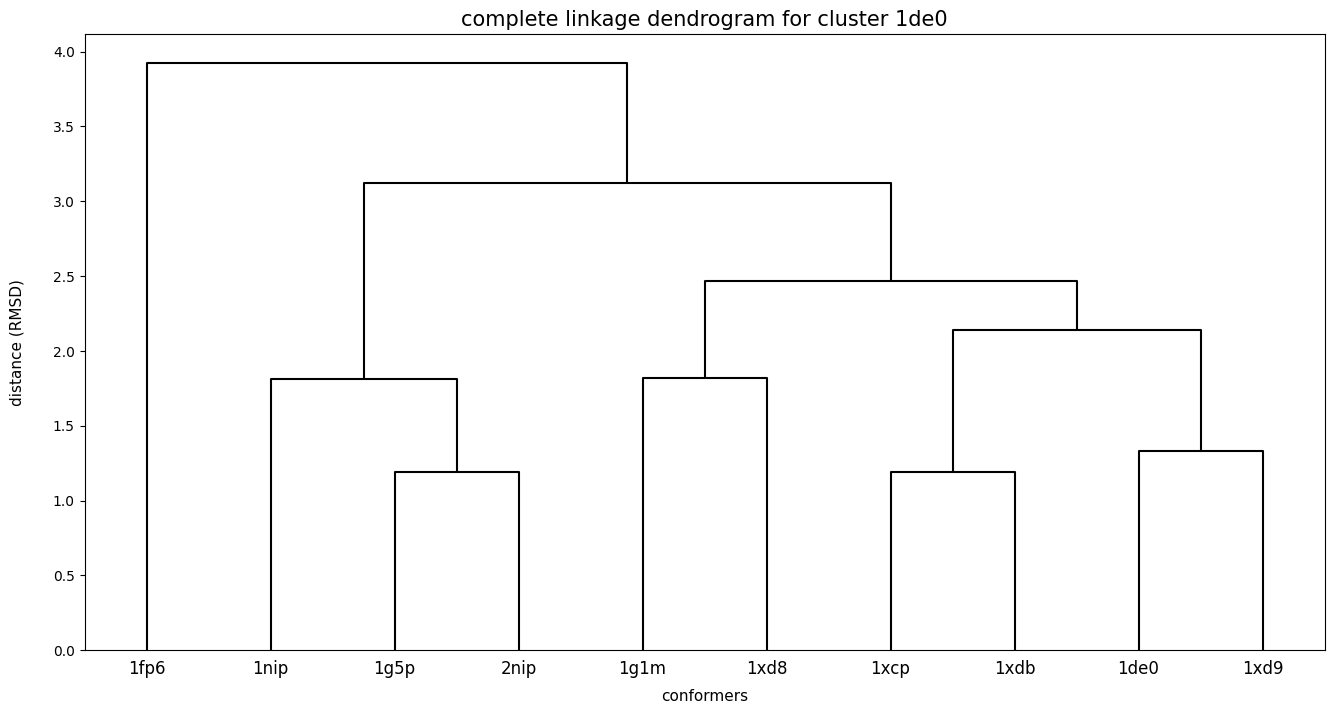 complete linkage dendrogram for cluster 1de0
4.0
3.5
3.0
2.5
2.0
1.5
1.0
0.5
0.0
distance (RMSD)
1fp6 1nip 1g5p 2nip 1g1m 1xd8 1xcp 1xdb 1de0 1xd9
conformers